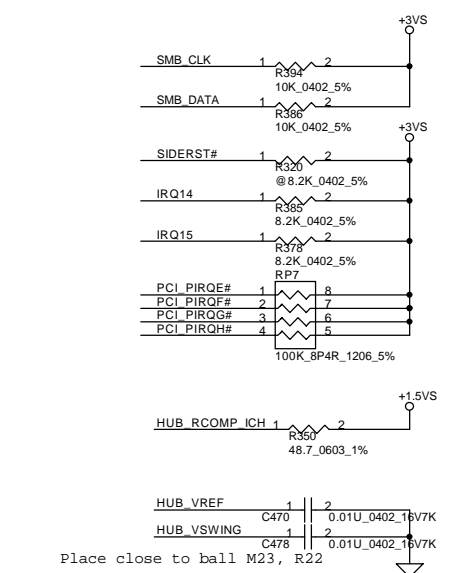 +3VS
SMB_CLK 1 2
R394
10K_0402_5%
SMB_DATA 1 2
R386
10K_0402_5%
+3VS
SIDERST# 1 2
R320
@8.2K_0402_5%
IRQ14 1 2
R385
8.2K_0402_5%
IRQ15 1 2
R378
8.2K_0402_5%
RP7
PCI_PIRQE# 1 8
PCI_PIRQF# 2 7
PCI_PIRQG# 3 6
PCI_PIRQH# 4 5
100K_8P4R_1206_5%
+1.5VS
HUB_RCOMP_ICH 1 2
R350
48.7_0603_1%
HUB_VREF 1 2
C470 0.01U_0402_16V7K
HUB_VSWING 1 2
C478 0.01U_0402_16V7K
Place close to ball M23, R22